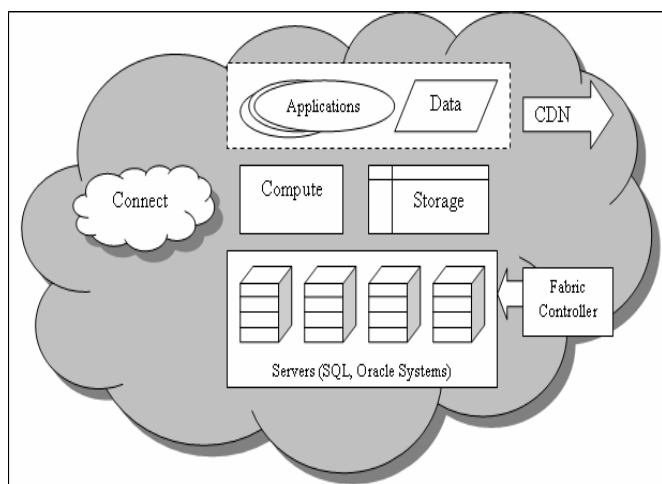 Applications
Data
CDN
Connect
Compute
Storage
Fabric
Controller
Servers (SQL, Oracle Systems)